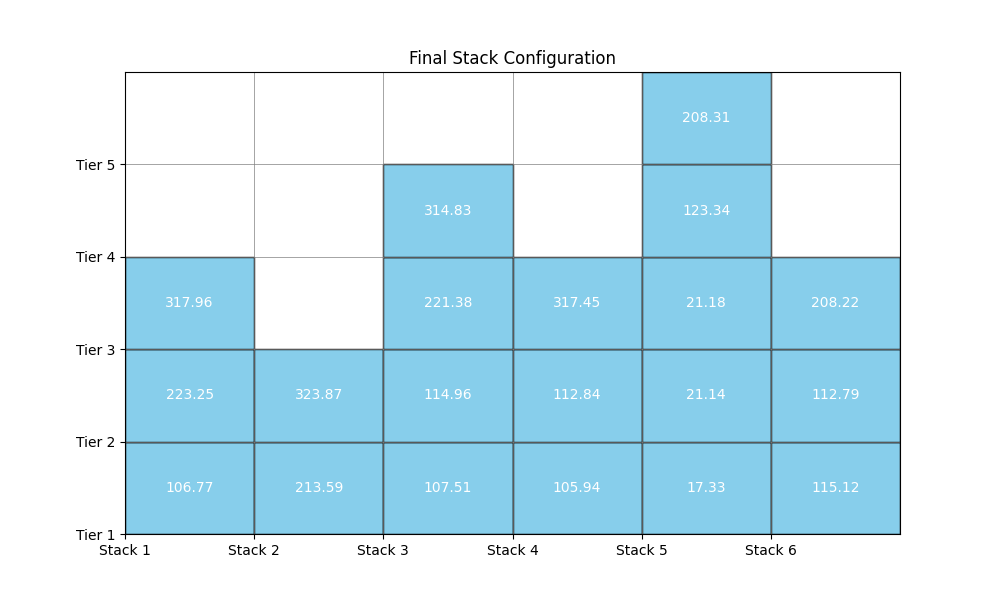 Final Stack Configuration
208.31
Tier 5
314.83 123.34
Tier 4
317.96 221.38 317.45 21.18 208.22
Tier 3
223.25 323.87 114.96 112.84 21.14 112.79
Tier 2
106.77 213.59 107.51 105.94 17.33 115.12
Tier 1
Stack 1 Stack 2 Stack 3 Stack 4 Stack 5 Stack 6